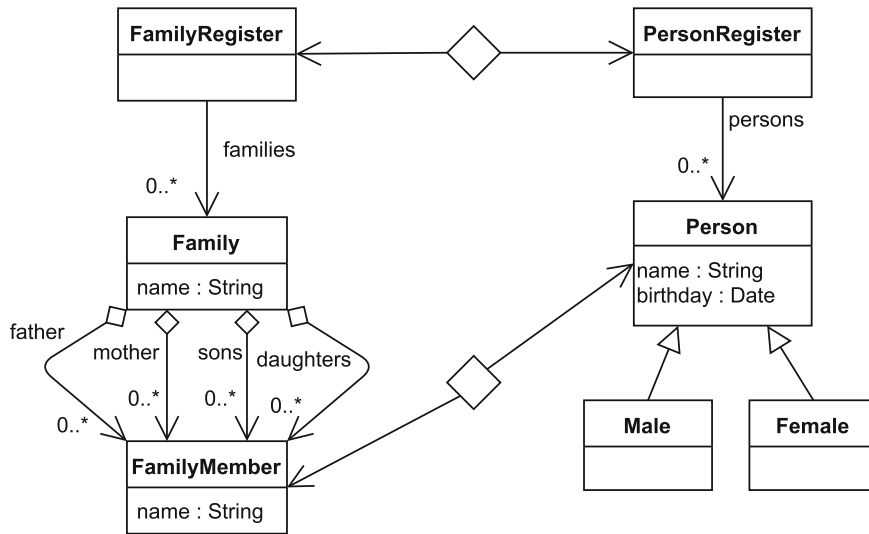 FamilyRegister
PersonRegister
families
0..*
persons
0..*
Family
name : String
Person
name : String
birthday : Date
father
mother
sons
daughters
0..*
0..*
0..*
0..*
FamilyMember
name : String
Male
Female